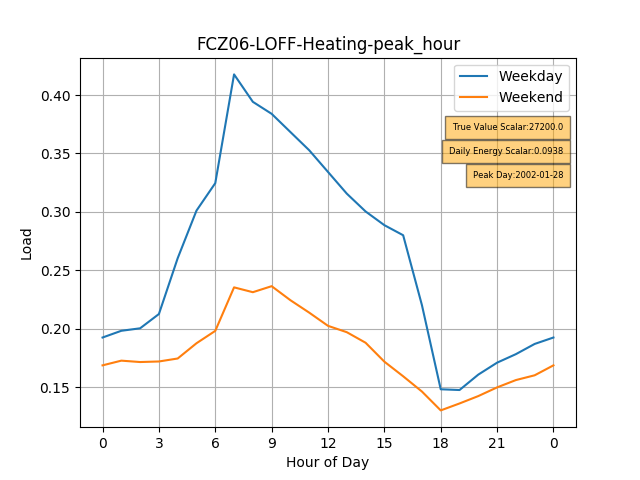 FCZ06-LOFF-Heating-peak_hour
Weekday
Weekend
True Value Scalar:27200.0
Daily Energy Scalar:0.0938
Peak Day:2002-01-28
Load
0.40
0.35
0.30
0.25
0.20
0.15
0 3 6 9 12 15 18 21 0
Hour of Day